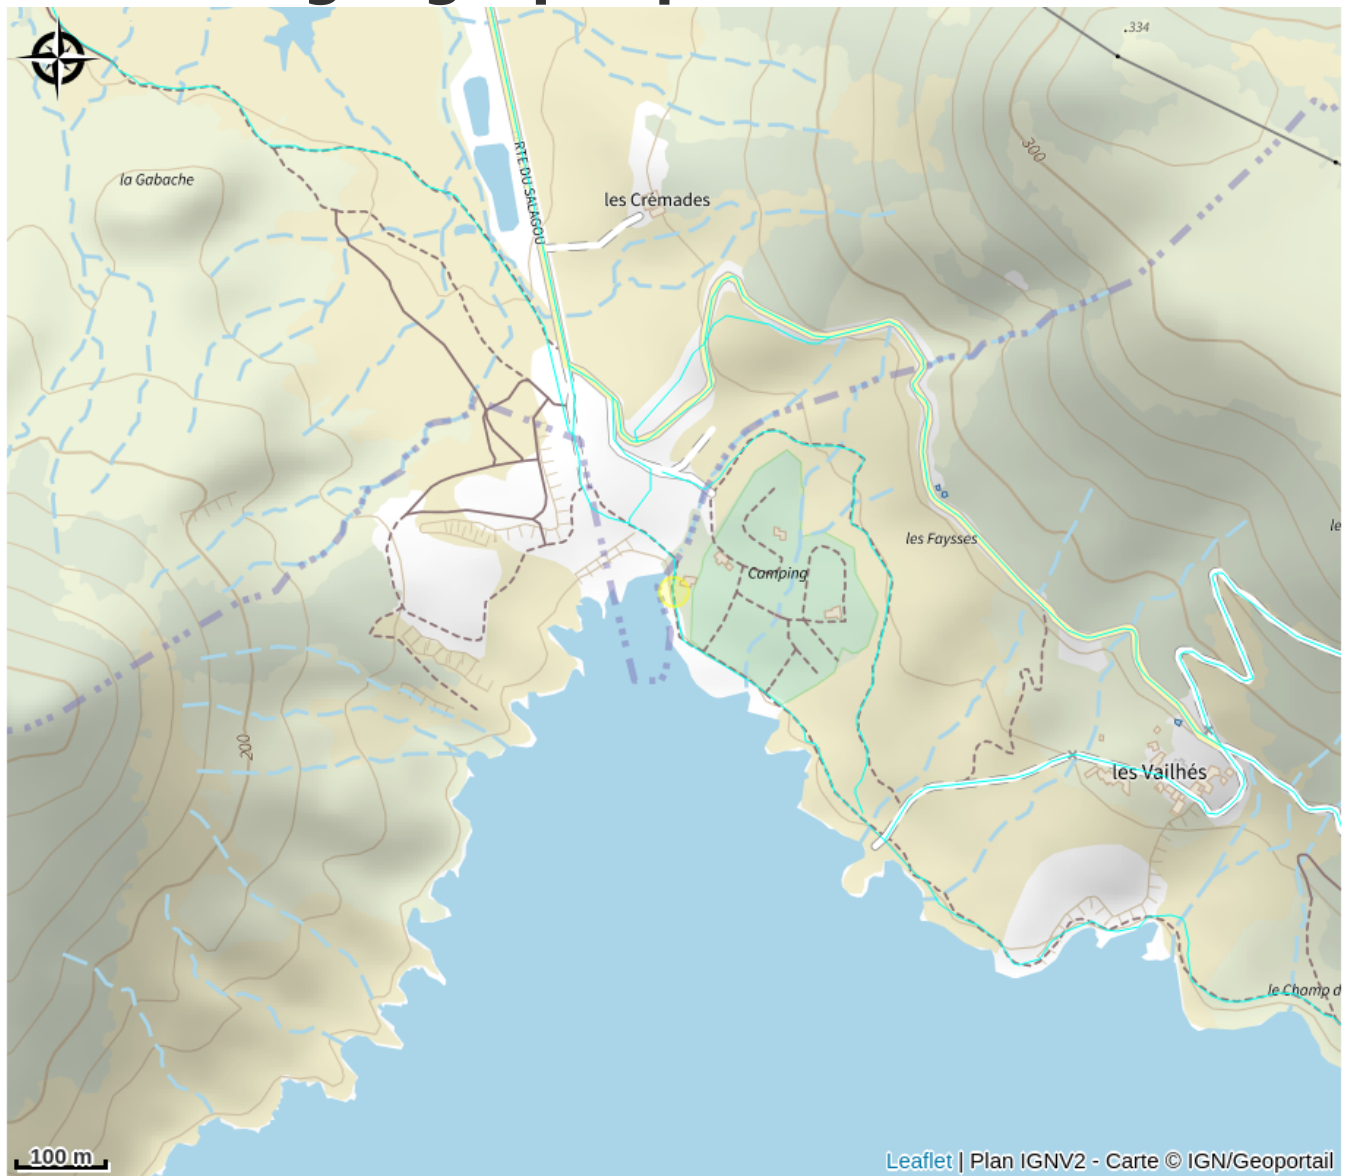 .334
300
la Gabache
RTE DU SALAGOU
les Crémades
les Faysses
le
Camping
200
les Vailhés
le Champ d
100 m
Leaflet | Plan IGNV2 - Carte © IGN/Geoportail